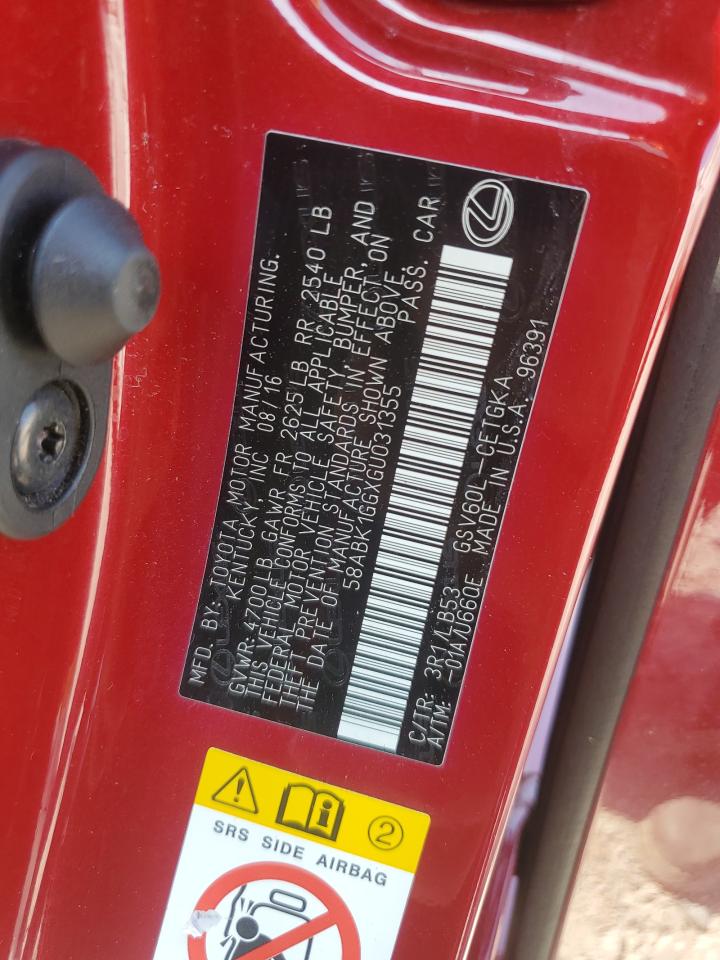 MFD. BY: TOYOTA MOTOR MANUFACTURING.
KENTUCKY, INC 08/16
GVWR: 4700LB GAWR FR 2625LB RR 2540 LB
THIS VEHICLE CONFORMS TO ALL APPLICABLE
FEDERAL MOTOR VEHICLE SAFETY, BUMPER, AND
THEFT PREVENTION STANDARDS IN EFFECT ON
THE DATE OF MANUFACTURE SHOWN ABOVE.
58ABK1GGXGU031355 PASS. CAR
C/TR: 3R1/LB53 GSV60L-CETGKA
A/TM: -01A/U660E MADE IN U.S.A. 96391
2
SRS SIDE AIRBAG